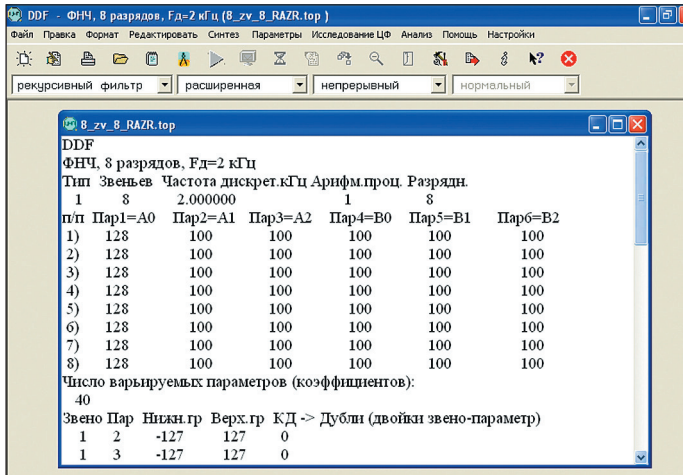 DDF - ФНЧ, 8 разрядов, Fд=2 кГц (8_zv_8_RAZR.top )
Файл Правка Формат Редактировать Синтез Параметры Исследование ЦФ Анализ Помощь Настройки
рекурсивный фильтр расширенная непрерывный нормальный
8_zv_8_RAZR.top
DDF
ФНЧ, 8 разрядов, Fд=2 кГц
Тип Звеньев Частота дискрет.кГц Арифм.проц. Разрядн.
1 8 2.000000 1 8
п/п Пар1=A0 Пар2=A1 Пар3=A2 Пар4=B0 Пар5=B1 Пар6=B2
1) 128 100 100 100 100 100
2) 128 100 100 100 100 100
3) 128 100 100 100 100 100
4) 128 100 100 100 100 100
5) 128 100 100 100 100 100
6) 128 100 100 100 100 100
7) 128 100 100 100 100 100
8) 128 100 100 100 100 100
Число варьируемых параметров (коэффициентов):
40
Звено Пар Нижн.гр Верх.гр КД -> Дубли (двойки звено-параметр)
1 2 -127 127 0
1 3 -127 127 0